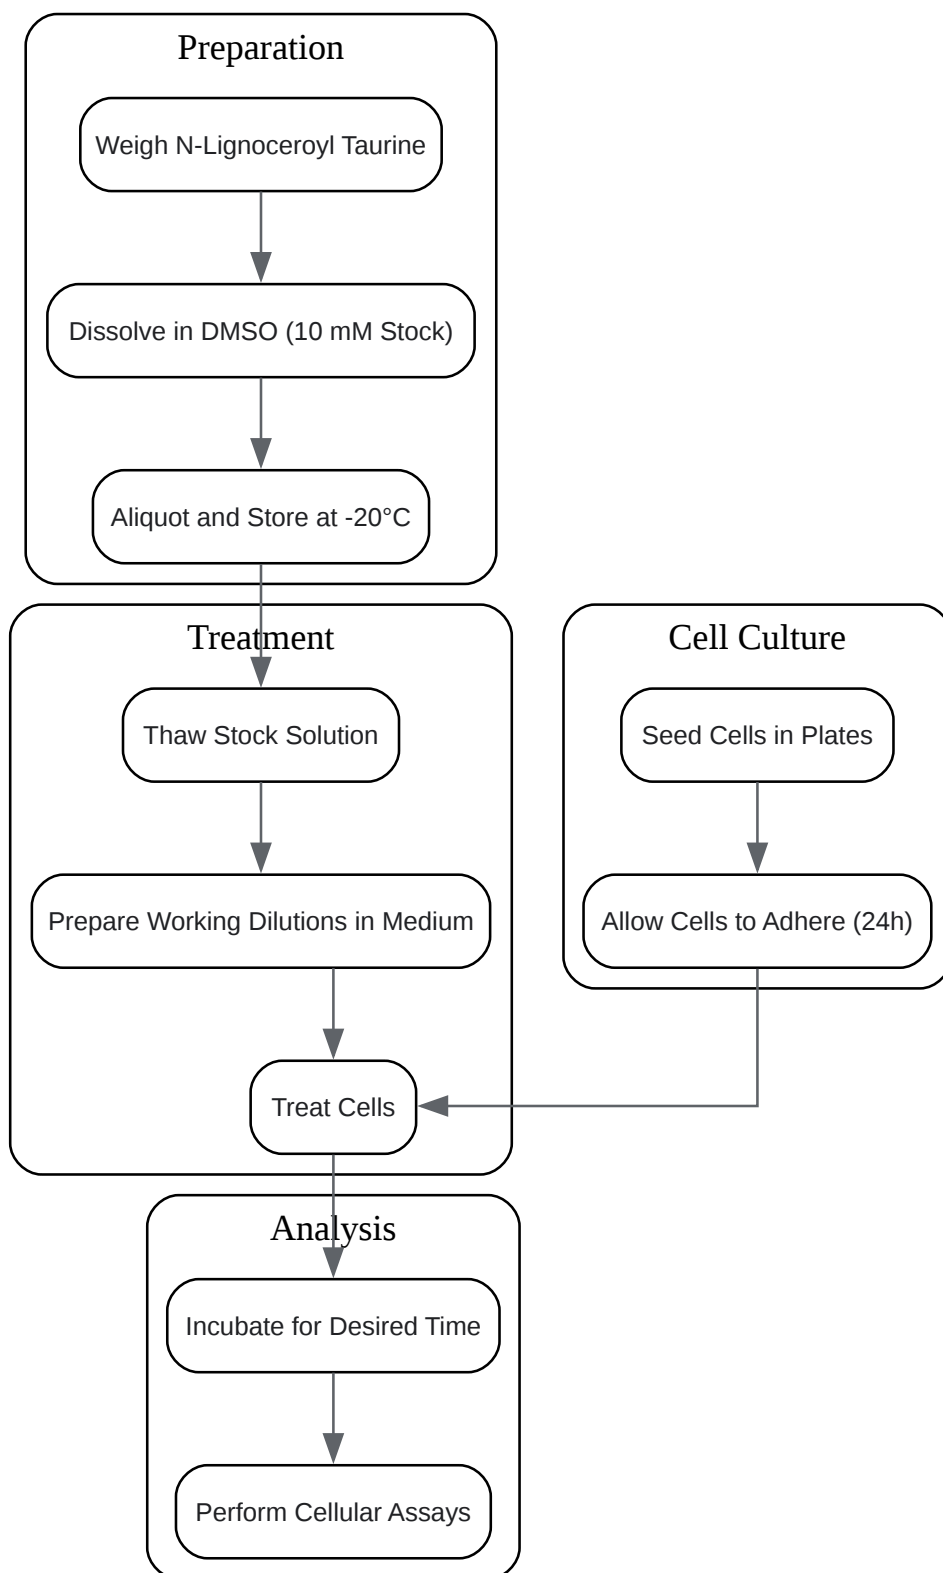 Preparation
Weigh N-Lignoceroyl Taurine
Dissolve in DMSO (10 mM Stock)
Aliquot and Store at -20°C
Treatment
Thaw Stock Solution
Prepare Working Dilutions in Medium
Treat Cells
Cell Culture
Seed Cells in Plates
Allow Cells to Adhere (24h)
Analysis
Incubate for Desired Time
Perform Cellular Assays